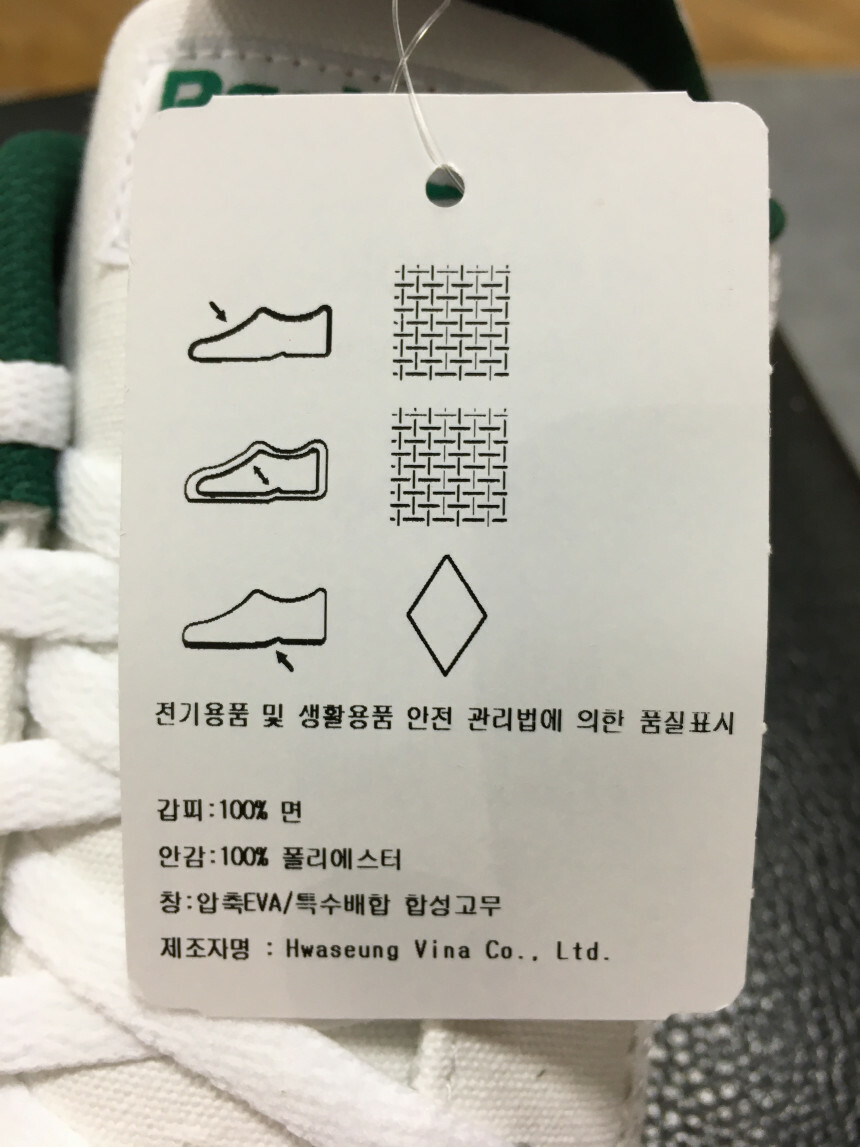 전기용품 및 생활용품 안전 관리법에 의한 품질표시
갑피:100% 면
안감:100% 폴리에스터
창:압축EVA/특수배합 합성고무
제조자명 : Hwaseung Vina Co., Ltd.